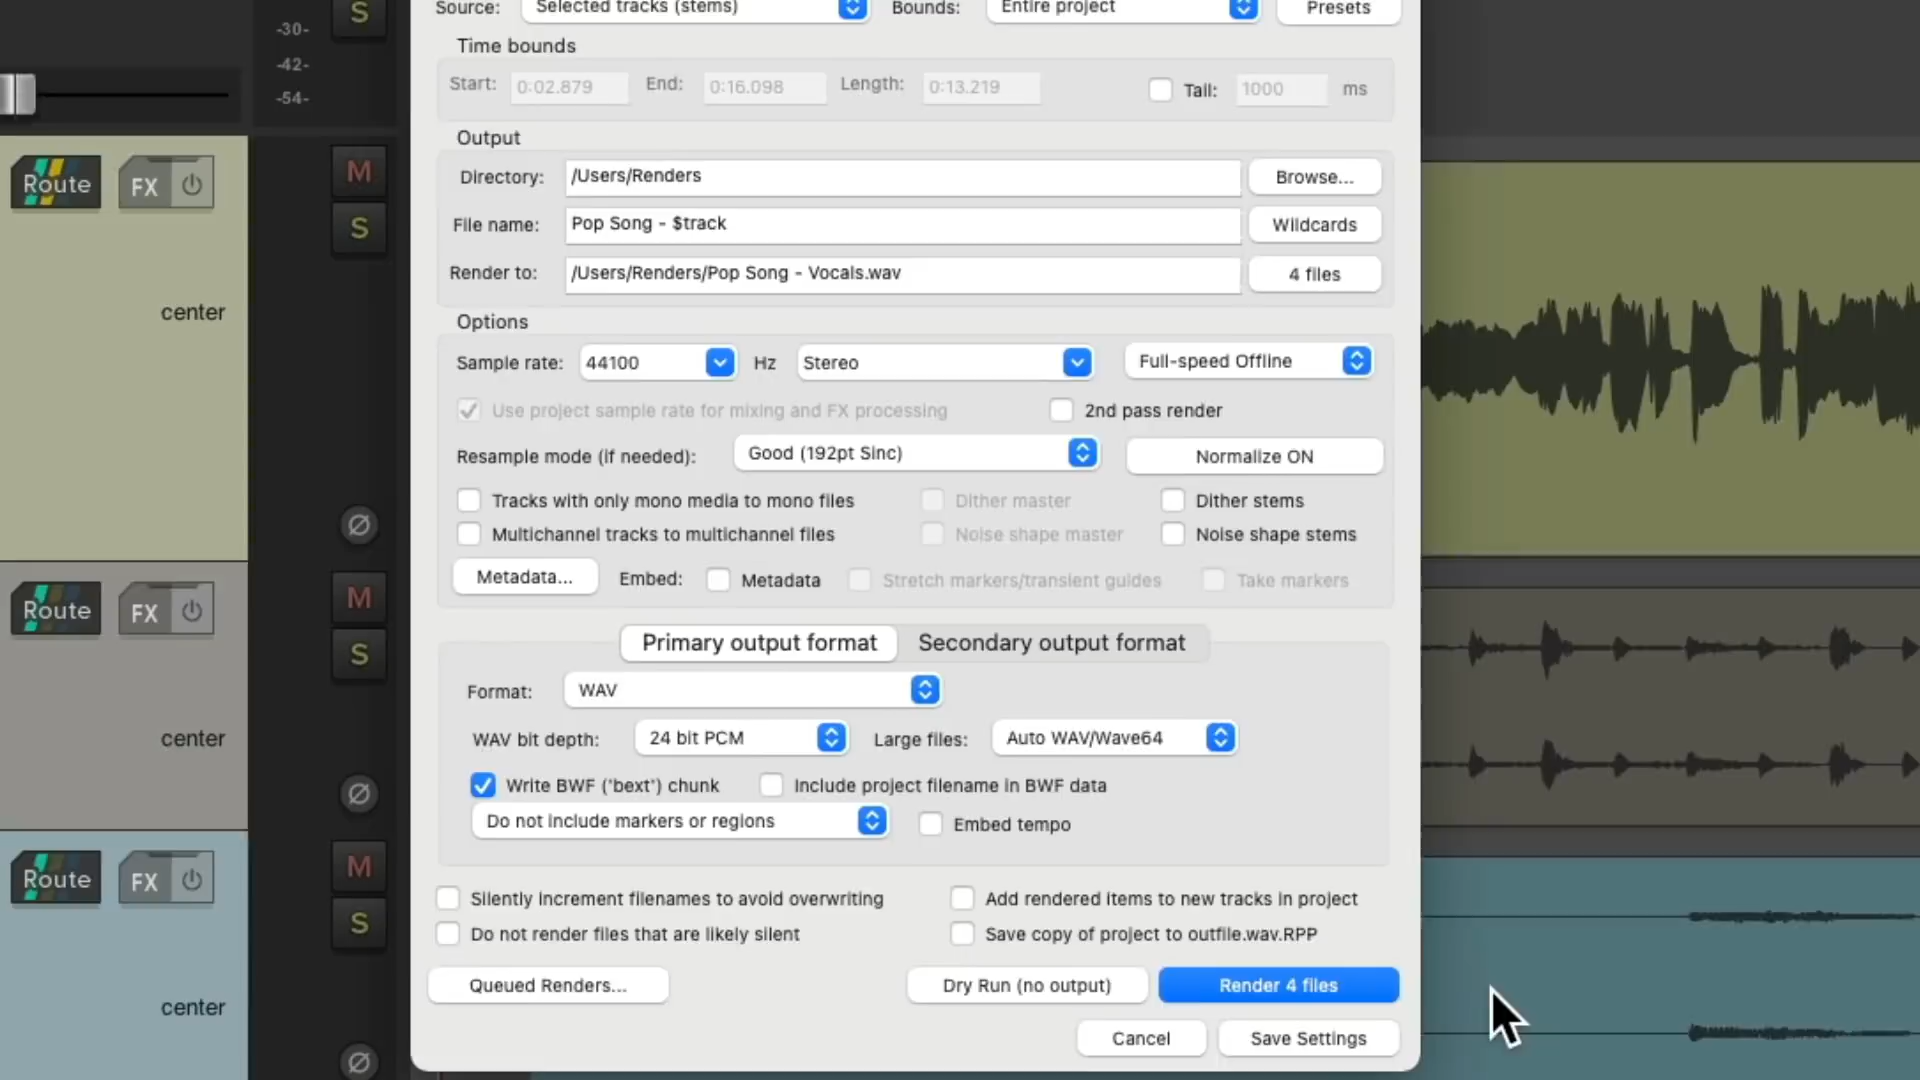 Source: Selected tracks (stems) Bounds: Entire project Presets
Time bounds
Start: 0:02.879 End: 0:16.098 Length: 0:13.219 Tail: 1000 ms
Output
Directory: /Users/Renders Browse...
File name: Pop Song - $track Wildcards
Render to: /Users/Renders/Pop Song - Vocals.wav 4 files
Options
Sample rate: 44100 Hz Stereo Full-speed Offline
Use project sample rate for mixing and FX processing 2nd pass render
Resample mode (if needed): Good (192pt Sinc) Normalize ON
Tracks with only mono media to mono files Dither master Dither stems
Multichannel tracks to multichannel files Noise shape master Noise shape stems
Metadata... Embed: Metadata Stretch markers/transient guides Take markers
Primary output format Secondary output format
Format: WAV
WAV bit depth: 24 bit PCM Large files: Auto WAV/Wave64
Write BWF ('bext') chunk Include project filename in BWF data
Do not include markers or regions Embed tempo
Silently increment filenames to avoid overwriting Add rendered items to new tracks in project
Do not render files that are likely silent Save copy of project to outfile.wav.RPP
Queued Renders... Dry Run (no output) Render 4 files
Cancel Save Settings
S
-30-
-42-
-54-
Route FX M
S
center
Route FX M
S
center
Route FX M
S
center